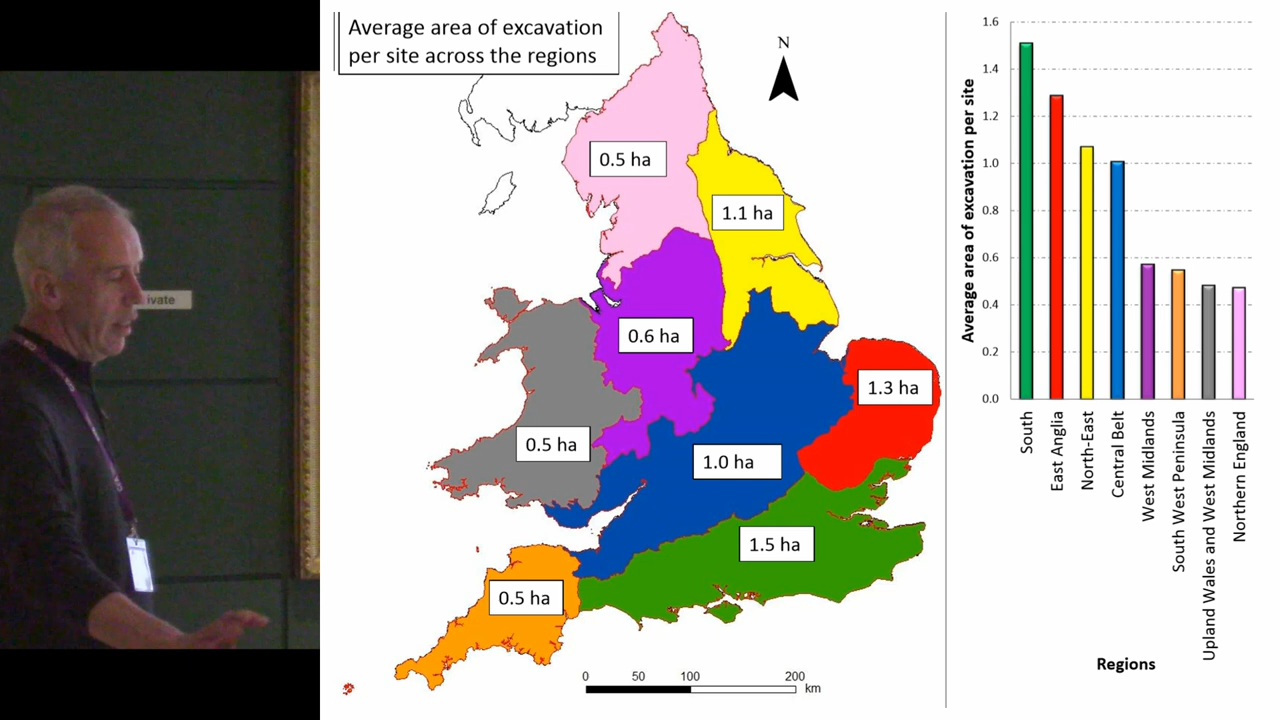 Average area of excavation
per site across the regions
N
0.5 ha
1.1 ha
0.6 ha
1.3 ha
0.5 ha
1.0 ha
1.5 ha
0.5 ha
0 50 100 200
km
Average area of excavation per site
1.6
1.4
1.2
1.0
0.8
0.6
0.4
0.2
0.0
South
East Anglia
North-East
Central Belt
West Midlands
South West Peninsula
Upland Wales and West Midlands
Northern England
Regions
ivate